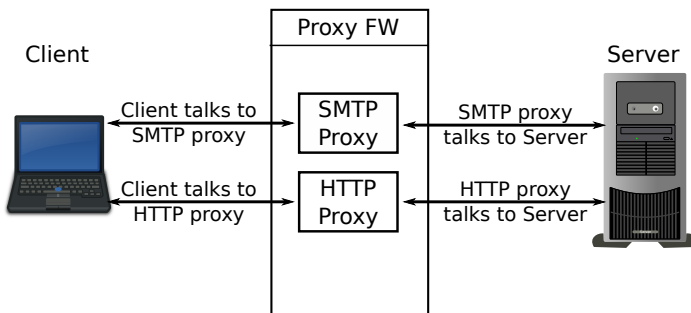 Proxy FW
Client
Server
Client talks to
SMTP proxy
SMTP
Proxy
SMTP proxy
talks to Server
Client talks to
HTTP proxy
HTTP
Proxy
HTTP proxy
talks to Server